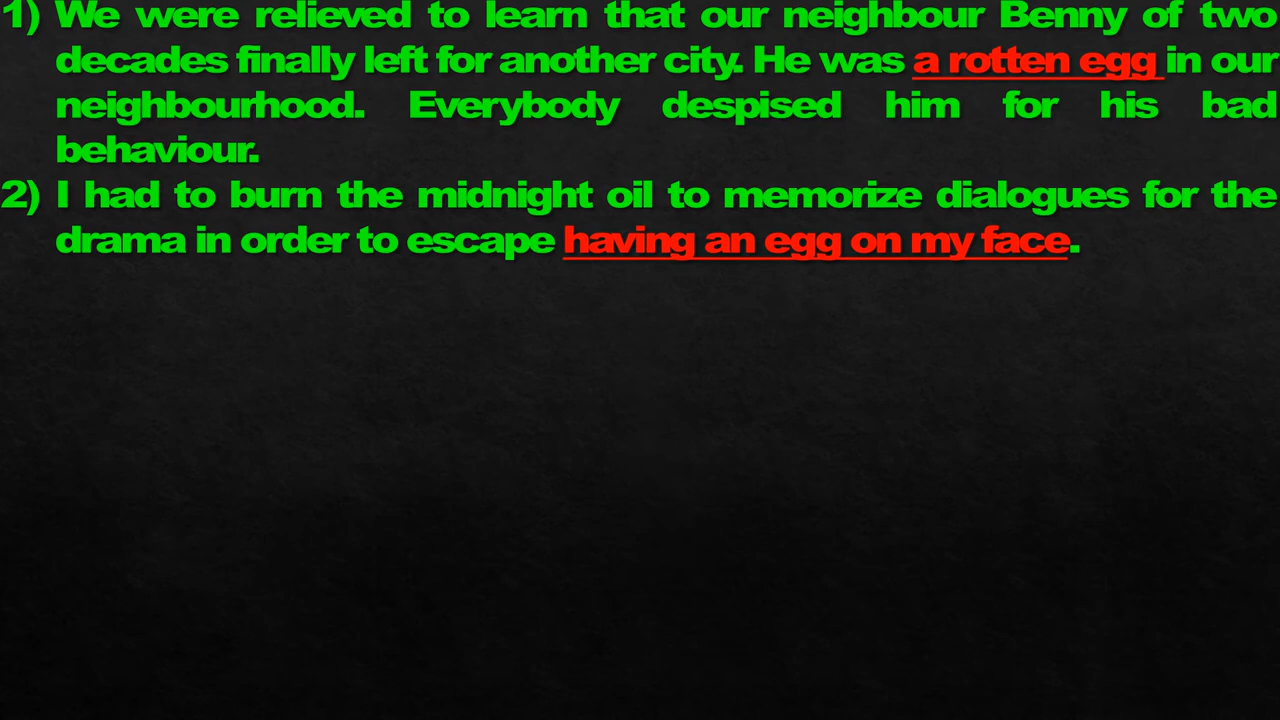 1) We were relieved to learn that our neighbour Benny of two
decades finally left for another city. He was a rotten egg in our
neighbourhood. Everybody despised him for his bad
behaviour.
2) I had to burn the midnight oil to memorize dialogues for the
drama in order to escape having an egg on my face.